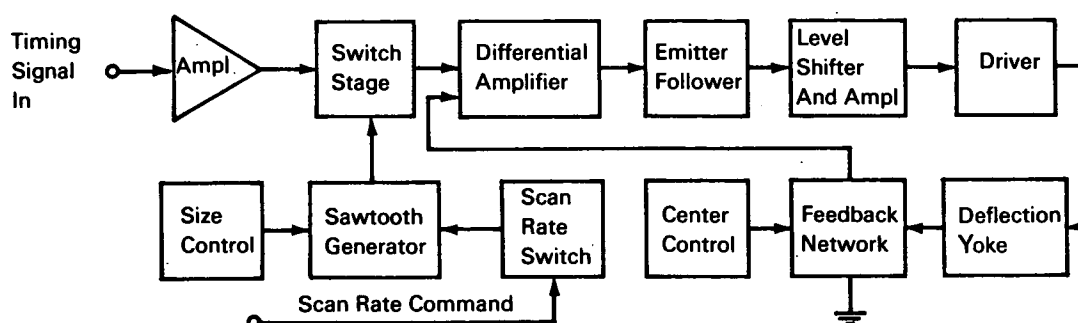 Timing
Signal
In
Ampl
Switch
Stage
Differential
Amplifier
Emitter
Follower
Level
Shifter
And Ampl
Driver
Size
Control
Sawtooth
Generator
Scan
Rate
Switch
Center
Control
Feedback
Network
Deflection
Yoke
Scan Rate Command